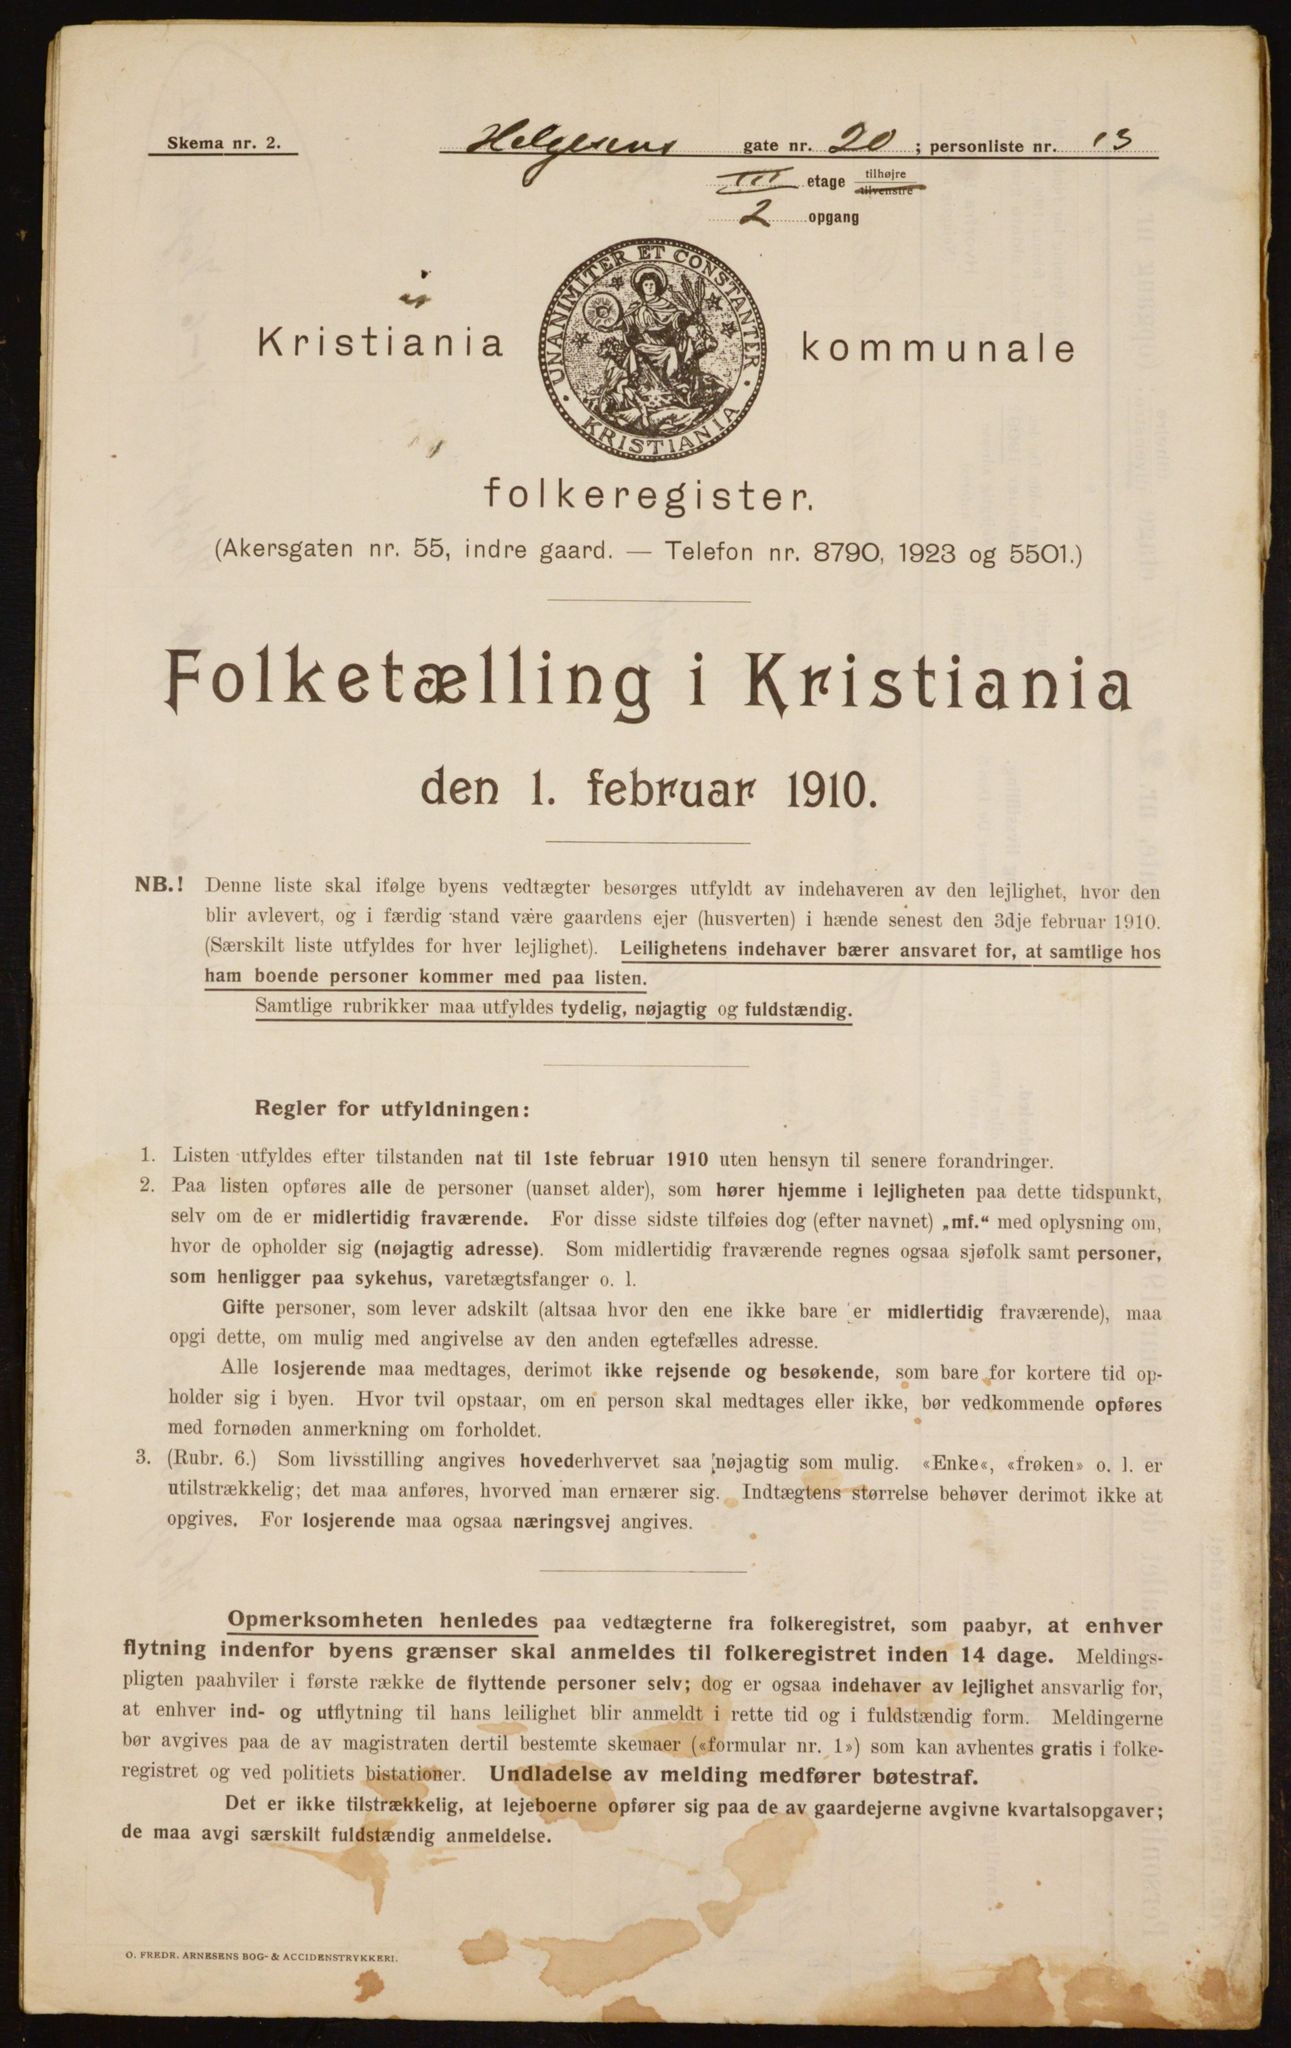 Skema nr. 2.
Helgesens gate nr. 20; personliste nr. 13
III etage tilhøjre tilvenstre
2 opgang
UNANIMITER ET CONSTANTER · KRISTIANIA ·
Kristiania kommunale
folkeregister.
(Akersgaten nr. 55, indre gaard. — Telefon nr. 8790, 1923 og 5501.)
Folketælling i Kristiania
den 1. februar 1910.
NB.! Denne liste skal ifølge byens vedtægter besørges utfyldt av indehaveren av den lejlighet, hvor den
blir avlevert, og i færdig stand være gaardens ejer (husverten) i hænde senest den 3dje februar 1910.
(Særskilt liste utfyldes for hver lejlighet). Leilighetens indehaver bærer ansvaret for, at samtlige hos
ham boende personer kommer med paa listen.
Samtlige rubrikker maa utfyldes tydelig, nøjagtig og fuldstændig.
Regler for utfyldningen:
1. Listen utfyldes efter tilstanden nat til 1ste februar 1910 uten hensyn til senere forandringer.
2. Paa listen opføres alle de personer (uanset alder), som hører hjemme i lejligheten paa dette tidspunkt,
selv om de er midlertidig fraværende. For disse sidste tilføies dog (efter navnet) „mf.“ med oplysning om,
hvor de opholder sig (nøjagtig adresse). Som midlertidig fraværende regnes ogsaa sjøfolk samt personer,
som henligger paa sykehus, varetægtsfanger o. l.
Gifte personer, som lever adskilt (altsaa hvor den ene ikke bare er midlertidig fraværende), maa
opgi dette, om mulig med angivelse av den anden egtefælles adresse.
Alle losjerende maa medtages, derimot ikke rejsende og besøkende, som bare for kortere tid op-
holder sig i byen. Hvor tvil opstaar, om en person skal medtages eller ikke, bør vedkommende opføres
med fornøden anmerkning om forholdet.
3. (Rubr. 6.) Som livsstilling angives hovederhvervet saa nøjagtig som mulig. «Enke«, «frøken» o. l. er
utilstrækkelig; det maa anføres, hvorved man ernærer sig. Indtægtens størrelse behøver derimot ikke at
opgives. For losjerende maa ogsaa næringsvej angives.
Opmerksomheten henledes paa vedtægterne fra folkeregistret, som paabyr, at enhver
flytning indenfor byens grænser skal anmeldes til folkeregistret inden 14 dage. Meldings-
pligten paahviler i første række de flyttende personer selv; dog er ogsaa indehaver av lejlighet ansvarlig for,
at enhver ind- og utflytning til hans leilighet blir anmeldt i rette tid og i fuldstændig form. Meldingerne
bør avgives paa de av magistraten dertil bestemte skemaer («formular nr. 1») som kan avhentes gratis i folke-
registret og ved politiets bistationer. Undladelse av melding medfører bøtestraf.
Det er ikke tilstrækkelig, at lejeboerne opfører sig paa de av gaardejerne avgivne kvartalsopgaver;
de maa avgi særskilt fuldstændig anmeldelse.
O. FREDR. ARNESENS BOG- & ACCIDENSTRYKKERI.